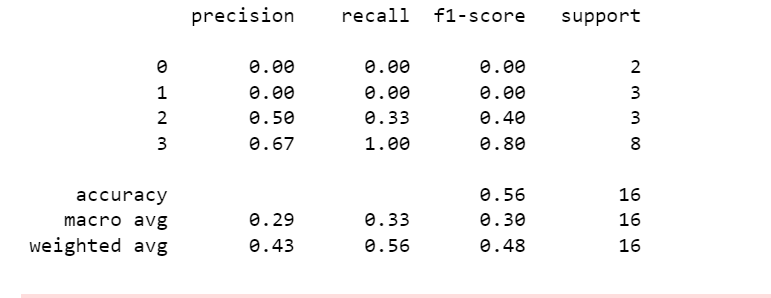 precision recall f1-score support
0 0.00 0.00 0.00 2
1 0.00 0.00 0.00 3
2 0.50 0.33 0.40 3
3 0.67 1.00 0.80 8
accuracy 0.56 16
macro avg 0.29 0.33 0.30 16
weighted avg 0.43 0.56 0.48 16